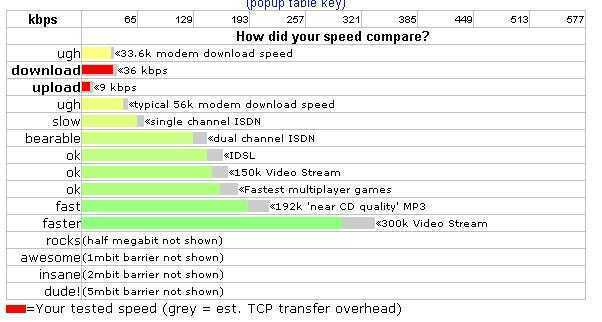 (popup table key)
kbps 65 129 193 257 321 385 449 513 577
How did your speed compare?
ugh <33.6k modem download speed
download <36 kbps
upload <9 kbps
ugh <typical 56k modem download speed
slow <single channel ISDN
bearable <dual channel ISDN
ok <IDSL
ok <150k Video Stream
ok <Fastest multiplayer games
fast <192k 'near CD quality' MP3
faster <300k Video Stream
rocks (half megabit not shown)
awesome (1mbit barrier not shown)
insane (2mbit barrier not shown)
dude! (5mbit barrier not shown)
=Your tested speed (grey = est. TCP transfer overhead)